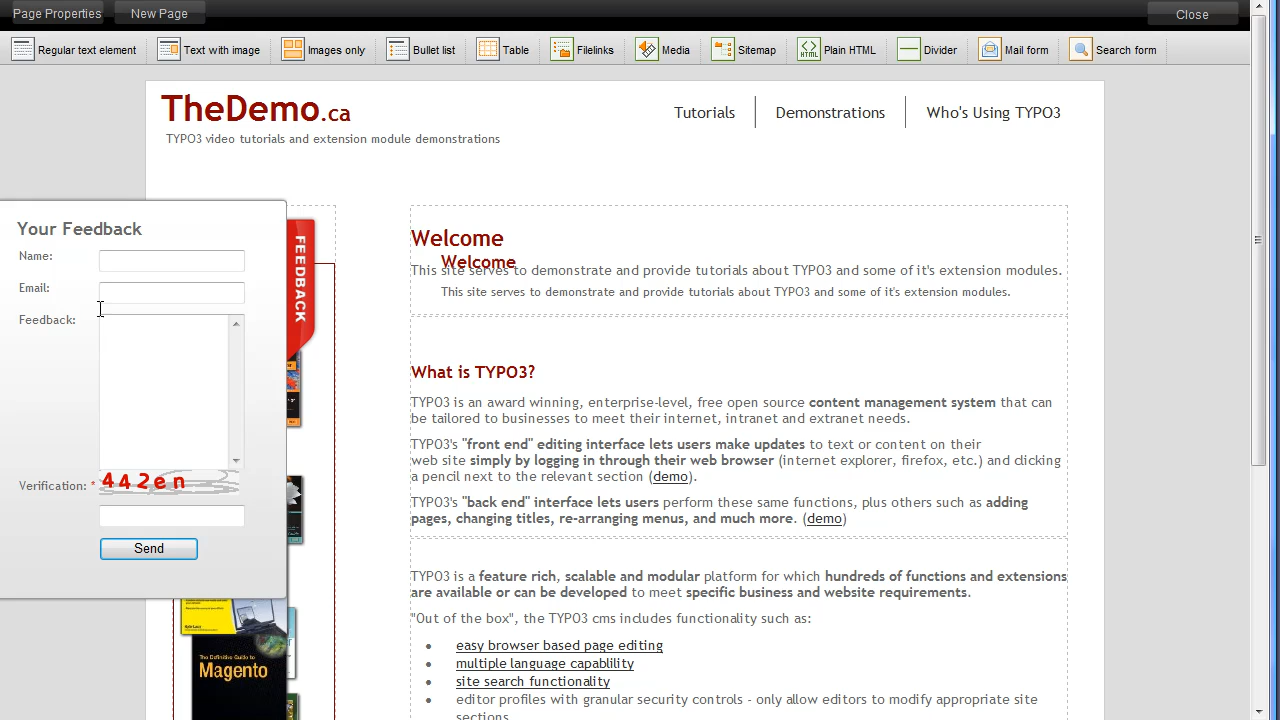 Page Properties
New Page
Close
Regular text element
Text with image
Images only
Bullet list
Table
Filelinks
Media
Sitemap
HTML
Plain HTML
Divider
Mail form
Search form
TheDemo.ca
TYPO3 video tutorials and extension module demonstrations
Tutorials
Demonstrations
Who's Using TYPO3
Your Feedback
Name:
Email:
Feedback:
Verification: *
442en
Send
FEEDBACK
The Definitive Guide to
Magento
Welcome
Welcome
This site serves to demonstrate and provide tutorials about TYPO3 and some of it's extension modules.
This site serves to demonstrate and provide tutorials about TYPO3 and some of it's extension modules.
What is TYPO3?
TYPO3 is an award winning, enterprise-level, free open source content management system that can
be tailored to businesses to meet their internet, intranet and extranet needs.
TYPO3's "front end" editing interface lets users make updates to text or content on their
web site simply by logging in through their web browser (internet explorer, firefox, etc.) and clicking
a pencil next to the relevant section (demo).
TYPO3's "back end" interface lets users perform these same functions, plus others such as adding
pages, changing titles, re-arranging menus, and much more. (demo)
TYPO3 is a feature rich, scalable and modular platform for which hundreds of functions and extensions
are available or can be developed to meet specific business and website requirements.
"Out of the box", the TYPO3 cms includes functionality such as:
easy browser based page editing
multiple language capablility
site search functionality
editor profiles with granular security controls - only allow editors to modify appropriate site
sections